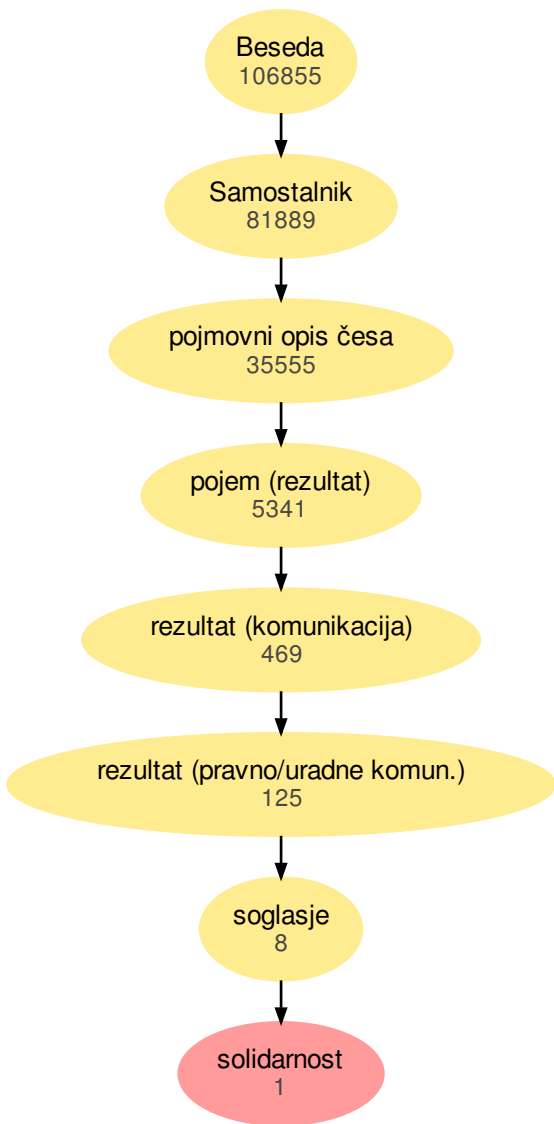 Beseda
106855
Samostalnik
81889
pojmovni opis česa
35555
pojem (rezultat)
5341
rezultat (komunikacija)
469
rezultat (pravno/uradne komun.)
125
soglasje
8
solidarnost
1